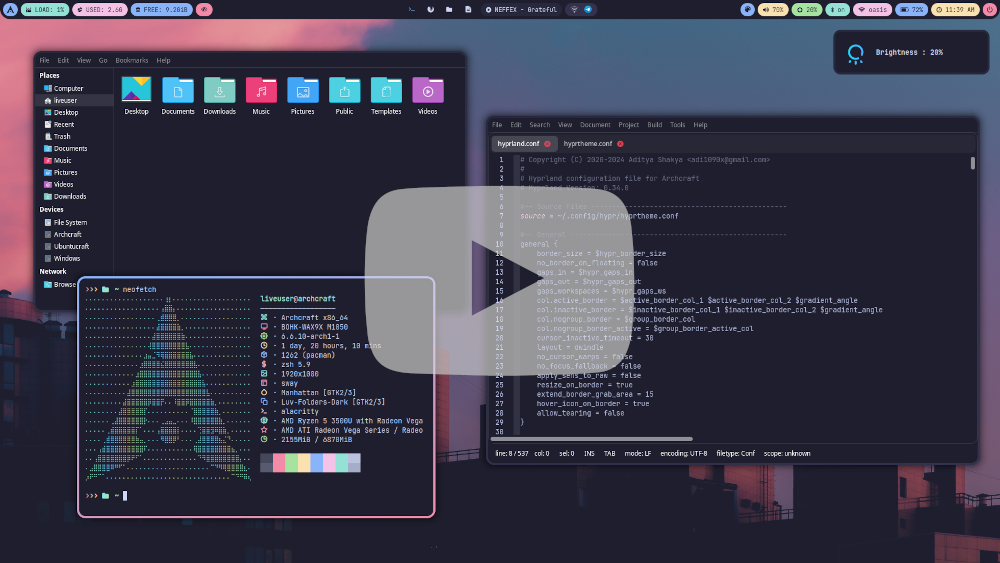 LOAD: 1% USED: 2.6G FREE: 9.2GiB NEFFEX - Grateful 70% 20% on oasis 72% 11:39 AM
Brightness : 20%
File Edit View Go Bookmarks Help
Places
Computer
liveuser
Desktop
Recent
Trash
Documents
Music
Pictures
Videos
Downloads
Devices
File System
Archcraft
Ubuntucraft
Windows
Network
Browse
Desktop Documents Downloads Music Pictures Public Templates Videos
File Edit Search View Document Project Build Tools Help
hyprland.conf hyprtheme.conf
1 # Copyright (C) 2020-2024 Aditya Shakya <adi1090x@gmail.com>
2 #
3 # Hyprland configuration file for Archcraft
4 # Hyprland Version: 0.34.0
5
6 #-- Source Files ----------------------------------------------
7 source = ~/.config/hypr/hyprtheme.conf
8
9 #-- General ----------------------------------------------
10 general {
11 border_size = $hypr_border_size
12 no_border_on_floating = false
13 gaps_in = $hypr_gaps_in
14 gaps_out = $hypr_gaps_out
15 gaps_workspaces = $hypr_gaps_ws
16 col.active_border = $active_border_col_1 $active_border_col_2 $gradient_angle
17 col.inactive_border = $inactive_border_col_1 $inactive_border_col_2 $gradient_angle
18 col.nogroup_border = $group_border_col
19 col.nogroup_border_active = $group_border_active_col
20 cursor_inactive_timeout = 30
21 layout = dwindle
22 no_cursor_warps = false
23 no_focus_fallback = false
24 apply_sens_to_raw = false
25 resize_on_border = true
26 extend_border_grab_area = 15
27 hover_icon_on_border = true
28 allow_tearing = false
29 }
30
line: 8 / 537 col: 0 sel: 0 INS TAB mode: LF encoding: UTF-8 filetype: Conf scope: unknown
>>> ~ neofetch
liveuser@archcraft
- Archcraft x86_64
- BOHK-WAX9X M1050
- 6.6.10-arch1-1
- 1 day, 20 hours, 10 mins
- 1262 (pacman)
- zsh 5.9
- 1920x1080
- sway
- Manhattan [GTK2/3]
- Luv-Folders-Dark [GTK2/3]
- alacritty
- AMD Ryzen 5 3500U with Radeon Vega
- AMD ATI Radeon Vega Series / Radeo
- 2155MiB / 6870MiB
>>> ~